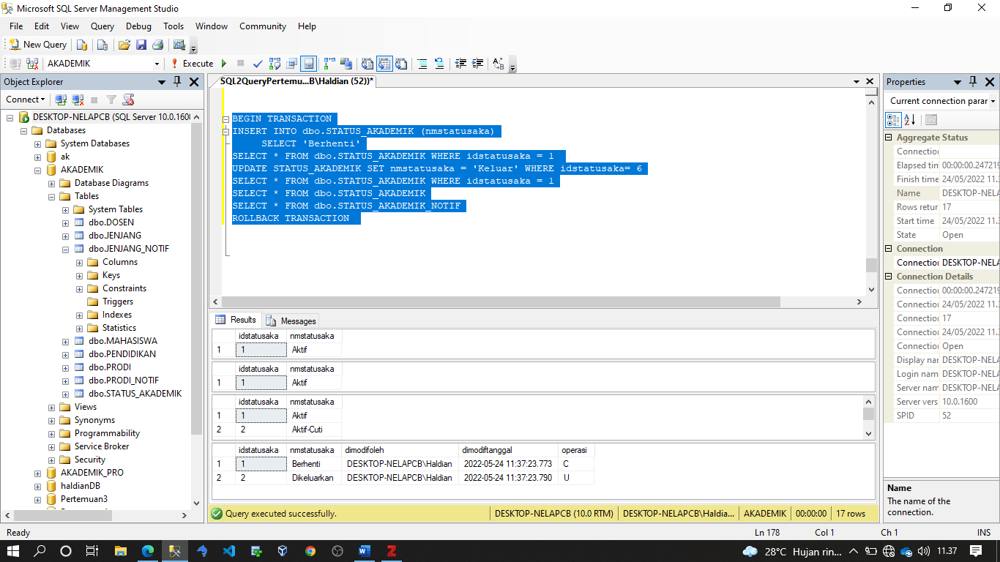 Microsoft SQL Server Management Studio
File Edit View Query Debug Tools Window Community Help
New Query
AKADEMIK Execute
Object Explorer
Connect
DESKTOP-NELAPCB (SQL Server 10.0.1600
Databases
System Databases
ak
AKADEMIK
Database Diagrams
Tables
System Tables
dbo.DOSEN
dbo.JENJANG
dbo.JENJANG_NOTIF
Columns
Keys
Constraints
Triggers
Indexes
Statistics
dbo.MAHASISWA
dbo.PENDIDIKAN
dbo.PRODI
dbo.PRODI_NOTIF
dbo.STATUS_AKADEMIK
Views
Synonyms
Programmability
Service Broker
Security
AKADEMIK_PRO
haldianDB
Pertemuan3
SQL2QueryPertemu...B\Haldian (52))*
BEGIN TRANSACTION
INSERT INTO dbo.STATUS_AKADEMIK (nmstatusaka)
SELECT 'Berhenti'
SELECT * FROM dbo.STATUS_AKADEMIK WHERE idstatusaka = 1
UPDATE STATUS_AKADEMIK SET nmstatusaka = 'Keluar' WHERE idstatusaka= 6
SELECT * FROM dbo.STATUS_AKADEMIK WHERE idstatusaka = 1
SELECT * FROM dbo.STATUS_AKADEMIK
SELECT * FROM dbo.STATUS_AKADEMIK_NOTIF
ROLLBACK TRANSACTION
Results Messages
idstatusaka nmstatusaka
1 1 Aktif
idstatusaka nmstatusaka
1 1 Aktif
idstatusaka nmstatusaka
1 1 Aktif
2 2 Aktif-Cuti
idstatusaka nmstatusaka dimodifoleh dimodiftanggal operasi
1 1 Berhenti DESKTOP-NELAPCB\Haldian 2022-05-24 11:37:23.773 C
2 2 Dikeluarkan DESKTOP-NELAPCB\Haldian 2022-05-24 11:37:23.790 U
Query executed successfully. DESKTOP-NELAPCB (10.0 RTM) DESKTOP-NELAPCB\Haldia... AKADEMIK 00:00:00 17 rows
Properties
Current connection parar
Aggregate Status
Connection
Elapsed tim 00:00:00.247219
Finish time 24/05/2022 11.3
Name DESKTOP-NELA
Rows retur 17
Start time 24/05/2022 11.3
State Open
Connection
Connection DESKTOP-NELA
Connection Details
Connection 00:00:00.247219
Connection 24/05/2022 11.3
Connection 17
Connection 24/05/2022 11.3
Connection Open
Display nar DESKTOP-NELA
Login nam DESKTOP-NELA
Server nam DESKTOP-NELA
Server vers 10.0.1600
SPID 52
Name
The name of the
connection.
Ready Ln 178 Col 1 Ch 1 INS
28°C Hujan rin... 11.37